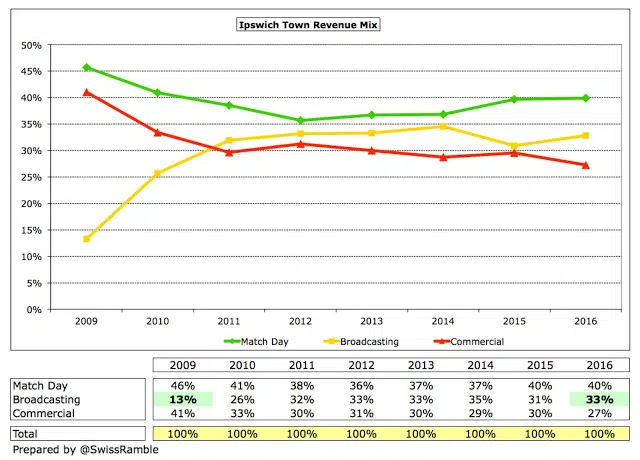 Ipswich Town Revenue Mix
50%
45%
40%
35%
30%
25%
20%
15%
10%
5%
0%
2009 2010 2011 2012 2013 2014 2015 2016
Match Day Broadcasting Commercial
2009 2010 2011 2012 2013 2014 2015 2016
Match Day 46% 41% 38% 36% 37% 37% 40% 40%
Broadcasting 13% 26% 32% 33% 33% 35% 31% 33%
Commercial 41% 33% 30% 31% 30% 29% 30% 27%
Total 100% 100% 100% 100% 100% 100% 100% 100%
Prepared by @SwissRamble